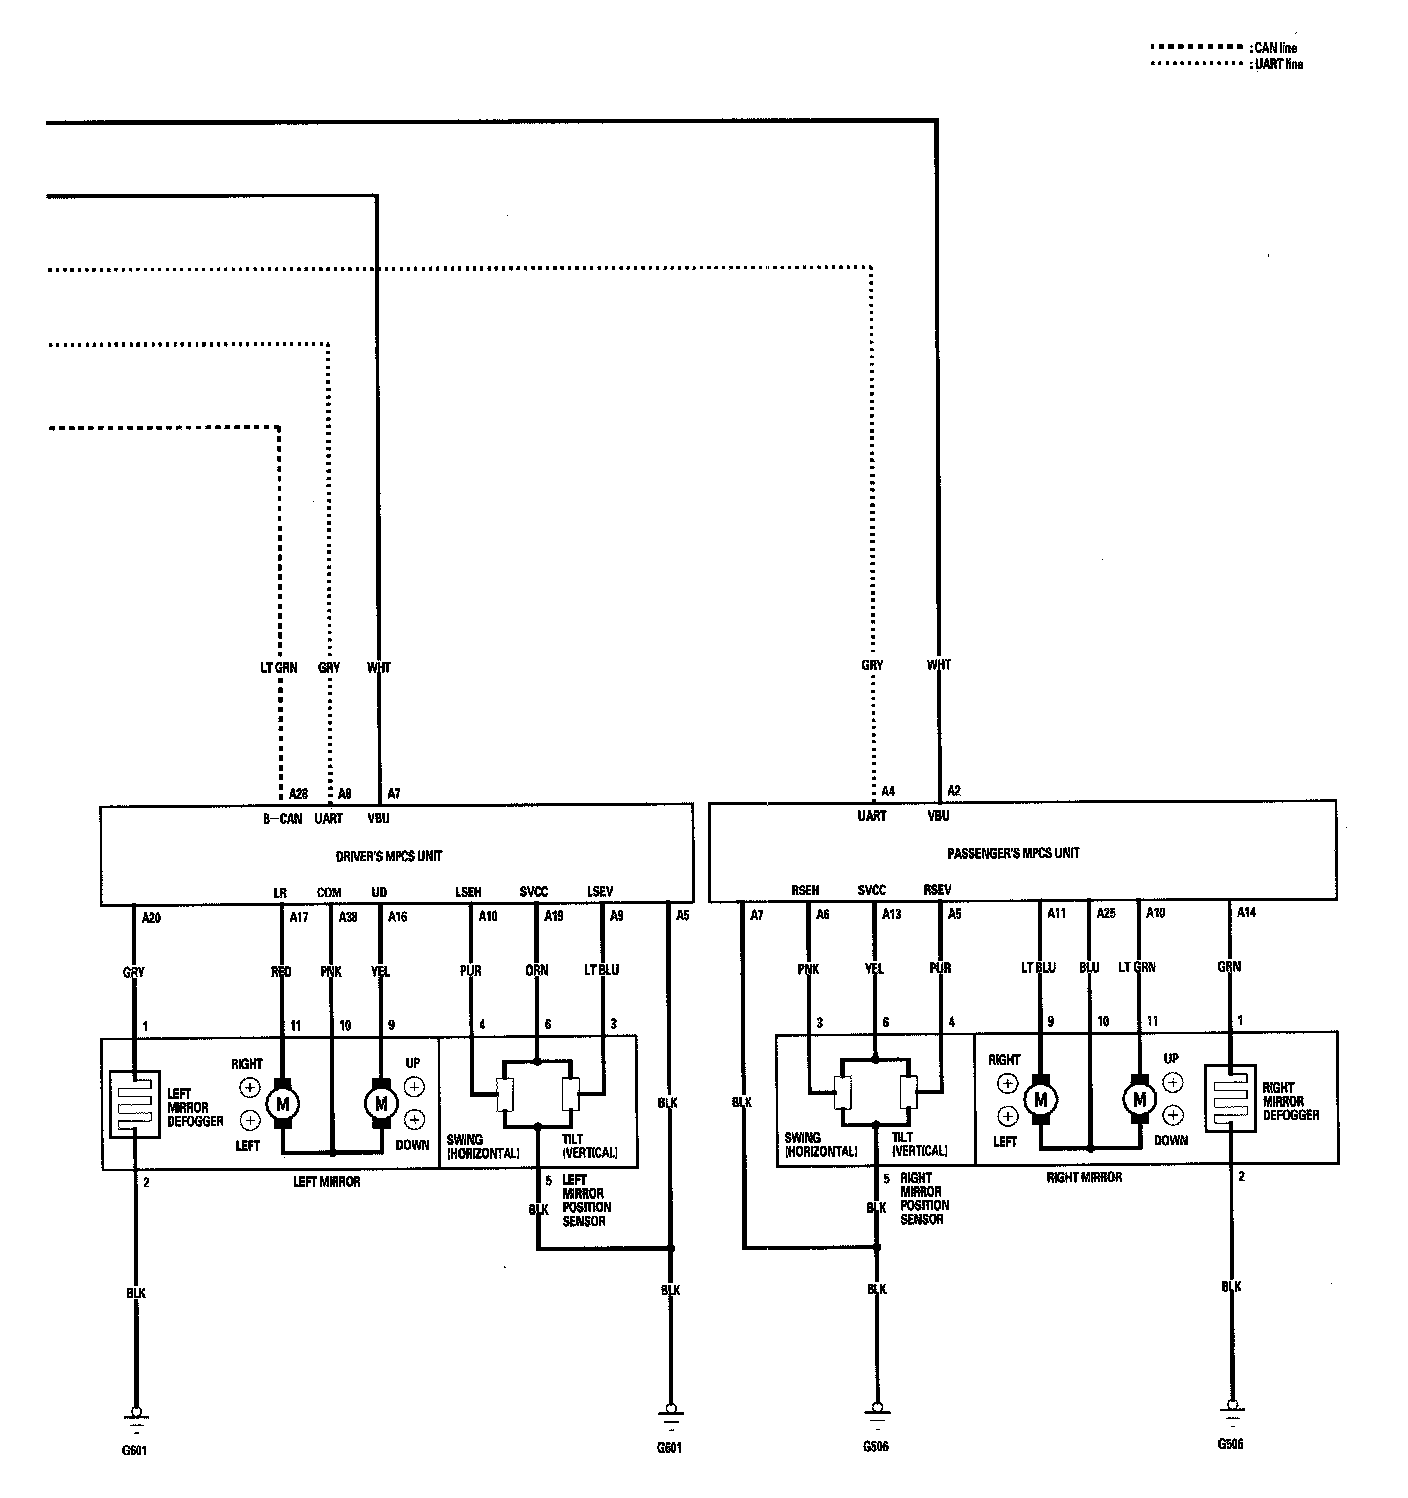 : CAN line
: UART line
LT GRN GRY WHT GRY WHT
A28 A8 A7 A4 A2
B-CAN UART VBU UART VBU
DRIVER'S MPCS UNIT PASSENGER'S MPCS UNIT
LR COM UD LSEH SVCC LSEV RSEH SVCC RSEV
A20 A17 A38 A16 A10 A19 A9 A5 A7 A6 A13 A5 A11 A25 A19 A14
GRY RED PNK YEL PUR ORN LT BLU PNK YEL PUR LT BLU BLU LT GRN GRN
1 11 10 9 4 6 3 3 6 4 9 10 11 1
RIGHT UP RIGHT UP
LEFT
MIRROR
DEFOGGER
M M
BLK BLK
M M
RIGHT
MIRROR
DEFOGGER
LEFT DOWN
SWING
(HORIZONTAL)
TILT
(VERTICAL)
SWING
(HORIZONTAL)
TILT
(VERTICAL)
LEFT DOWN
2 LEFT MIRROR 5 LEFT
MIRROR
POSITION
SENSOR
BLK
5 RIGHT
MIRROR
POSITION
SENSOR
BLK
RIGHT MIRROR 2
BLK BLK BLK BLK
G601 G601 G506 G506